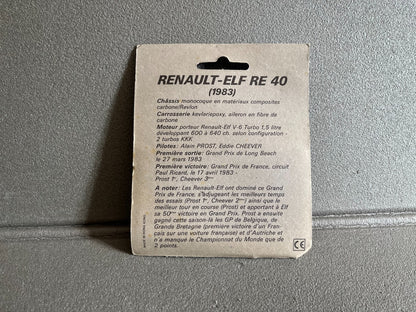 RENAULT-ELF RE 40
(1983)
Châssis monocoque en matériaux composites
carbone/Revlon
Carrosserie kevlar/epoxy, aileron en fibre de
carbone
Moteur porteur Renault-Elf V-6 Turbo 1,5 litre
développant 600 à 640 ch. selon configuration -
2 turbos KKK
Pilotes: Alain PROST, Eddie CHEEVER
Première sortie: Grand Prix de Long Beach
le 27 mars 1983
Première victoire: Grand Prix de France, circuit
Paul Ricard, le 17 avril 1983 -
Prost 1er, Cheever 3ème
A noter: Les Renault-Elf ont dominé ce Grand
Prix de France, s'adjugeant les meilleurs temps
des essais (Prost 1er, Cheever 2ème) ainsi que le
meilleur tour en course (Prost) et apportant à Elf
sa 50ème victoire en Grand Prix. Prost a ensuite
gagné cette saison-là les GP de Belgique, de
Grande Bretagne (première victoire d'un Fran-
çais sur une voiture française) et d'Autriche et
n'a manqué le Championnat du Monde que de
2 points.
CE